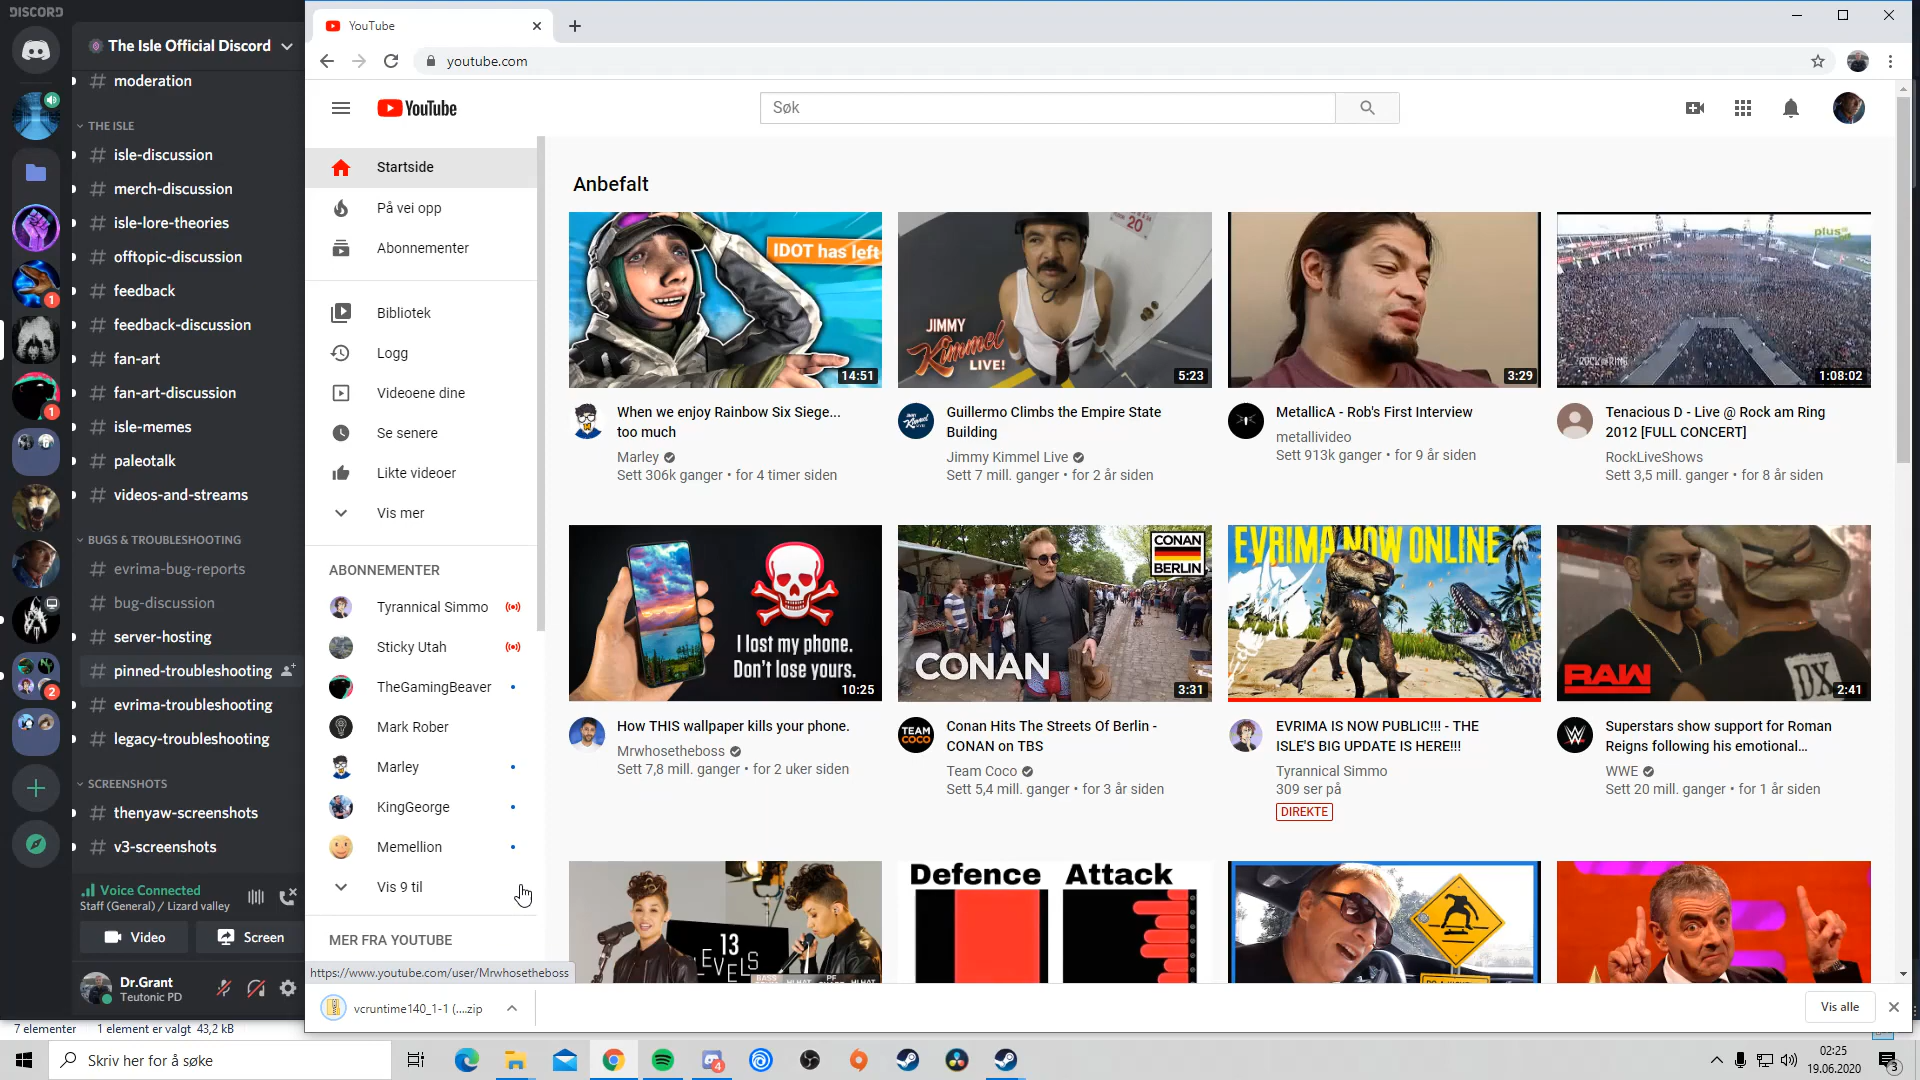 DISCORD
The Isle Official Discord
moderation
THE ISLE
isle-discussion
merch-discussion
isle-lore-theories
offtopic-discussion
feedback
feedback-discussion
fan-art
fan-art-discussion
isle-memes
paleotalk
videos-and-streams
BUGS & TROUBLESHOOTING
evrima-bug-reports
bug-discussion
server-hosting
pinned-troubleshooting
evrima-troubleshooting
legacy-troubleshooting
SCREENSHOTS
thenyaw-screenshots
v3-screenshots
1
1
2
Voice Connected
Staff (General) / Lizard valley
Video
Screen
Dr.Grant
Teutonic PD
7 elementer 1 element er valgt 43,2 kB
YouTube
youtube.com
YouTube
Søk
Startside
På vei opp
Abonnementer
Bibliotek
Logg
Videoene dine
Se senere
Likte videoer
Vis mer
ABONNEMENTER
Tyrannical Simmo
Sticky Utah
TheGamingBeaver
Mark Rober
Marley
KingGeorge
Memellion
Vis 9 til
MER FRA YOUTUBE
https://www.youtube.com/user/Mrwhosetheboss
Anbefalt
IDOT has left
14:51
When we enjoy Rainbow Six Siege...
too much
Marley
Sett 306k ganger • for 4 timer siden
20
JIMMY
Kimmel
LIVE!
5:23
Guillermo Climbs the Empire State
Building
Jimmy Kimmel Live
Sett 7 mill. ganger • for 2 år siden
3:29
MetallicA - Rob's First Interview
metallivideo
Sett 913k ganger • for 9 år siden
plus
ROCK RING
1:08:02
Tenacious D - Live @ Rock am Ring
2012 [FULL CONCERT]
RockLiveShows
Sett 3,5 mill. ganger • for 8 år siden
I lost my phone.
Don't lose yours.
10:25
How THIS wallpaper kills your phone.
Mrwhosetheboss
Sett 7,8 mill. ganger • for 2 uker siden
CONAN
BERLIN
CONAN
3:31
TEAM
COCO
Conan Hits The Streets Of Berlin -
CONAN on TBS
Team Coco
Sett 5,4 mill. ganger • for 3 år siden
EVRIMA NOW ONLINE
EVRIMA IS NOW PUBLIC!!! - THE
ISLE'S BIG UPDATE IS HERE!!!
Tyrannical Simmo
309 ser på
DIREKTE
RAW
DX
2:41
Superstars show support for Roman
Reigns following his emotional...
WWE
Sett 20 mill. ganger • for 1 år siden
13
LEVELS
Defence Attack
vcruntime140_1-1 (....zip
Vis alle
Skriv her for å søke
4
02:25
19.06.2020
3